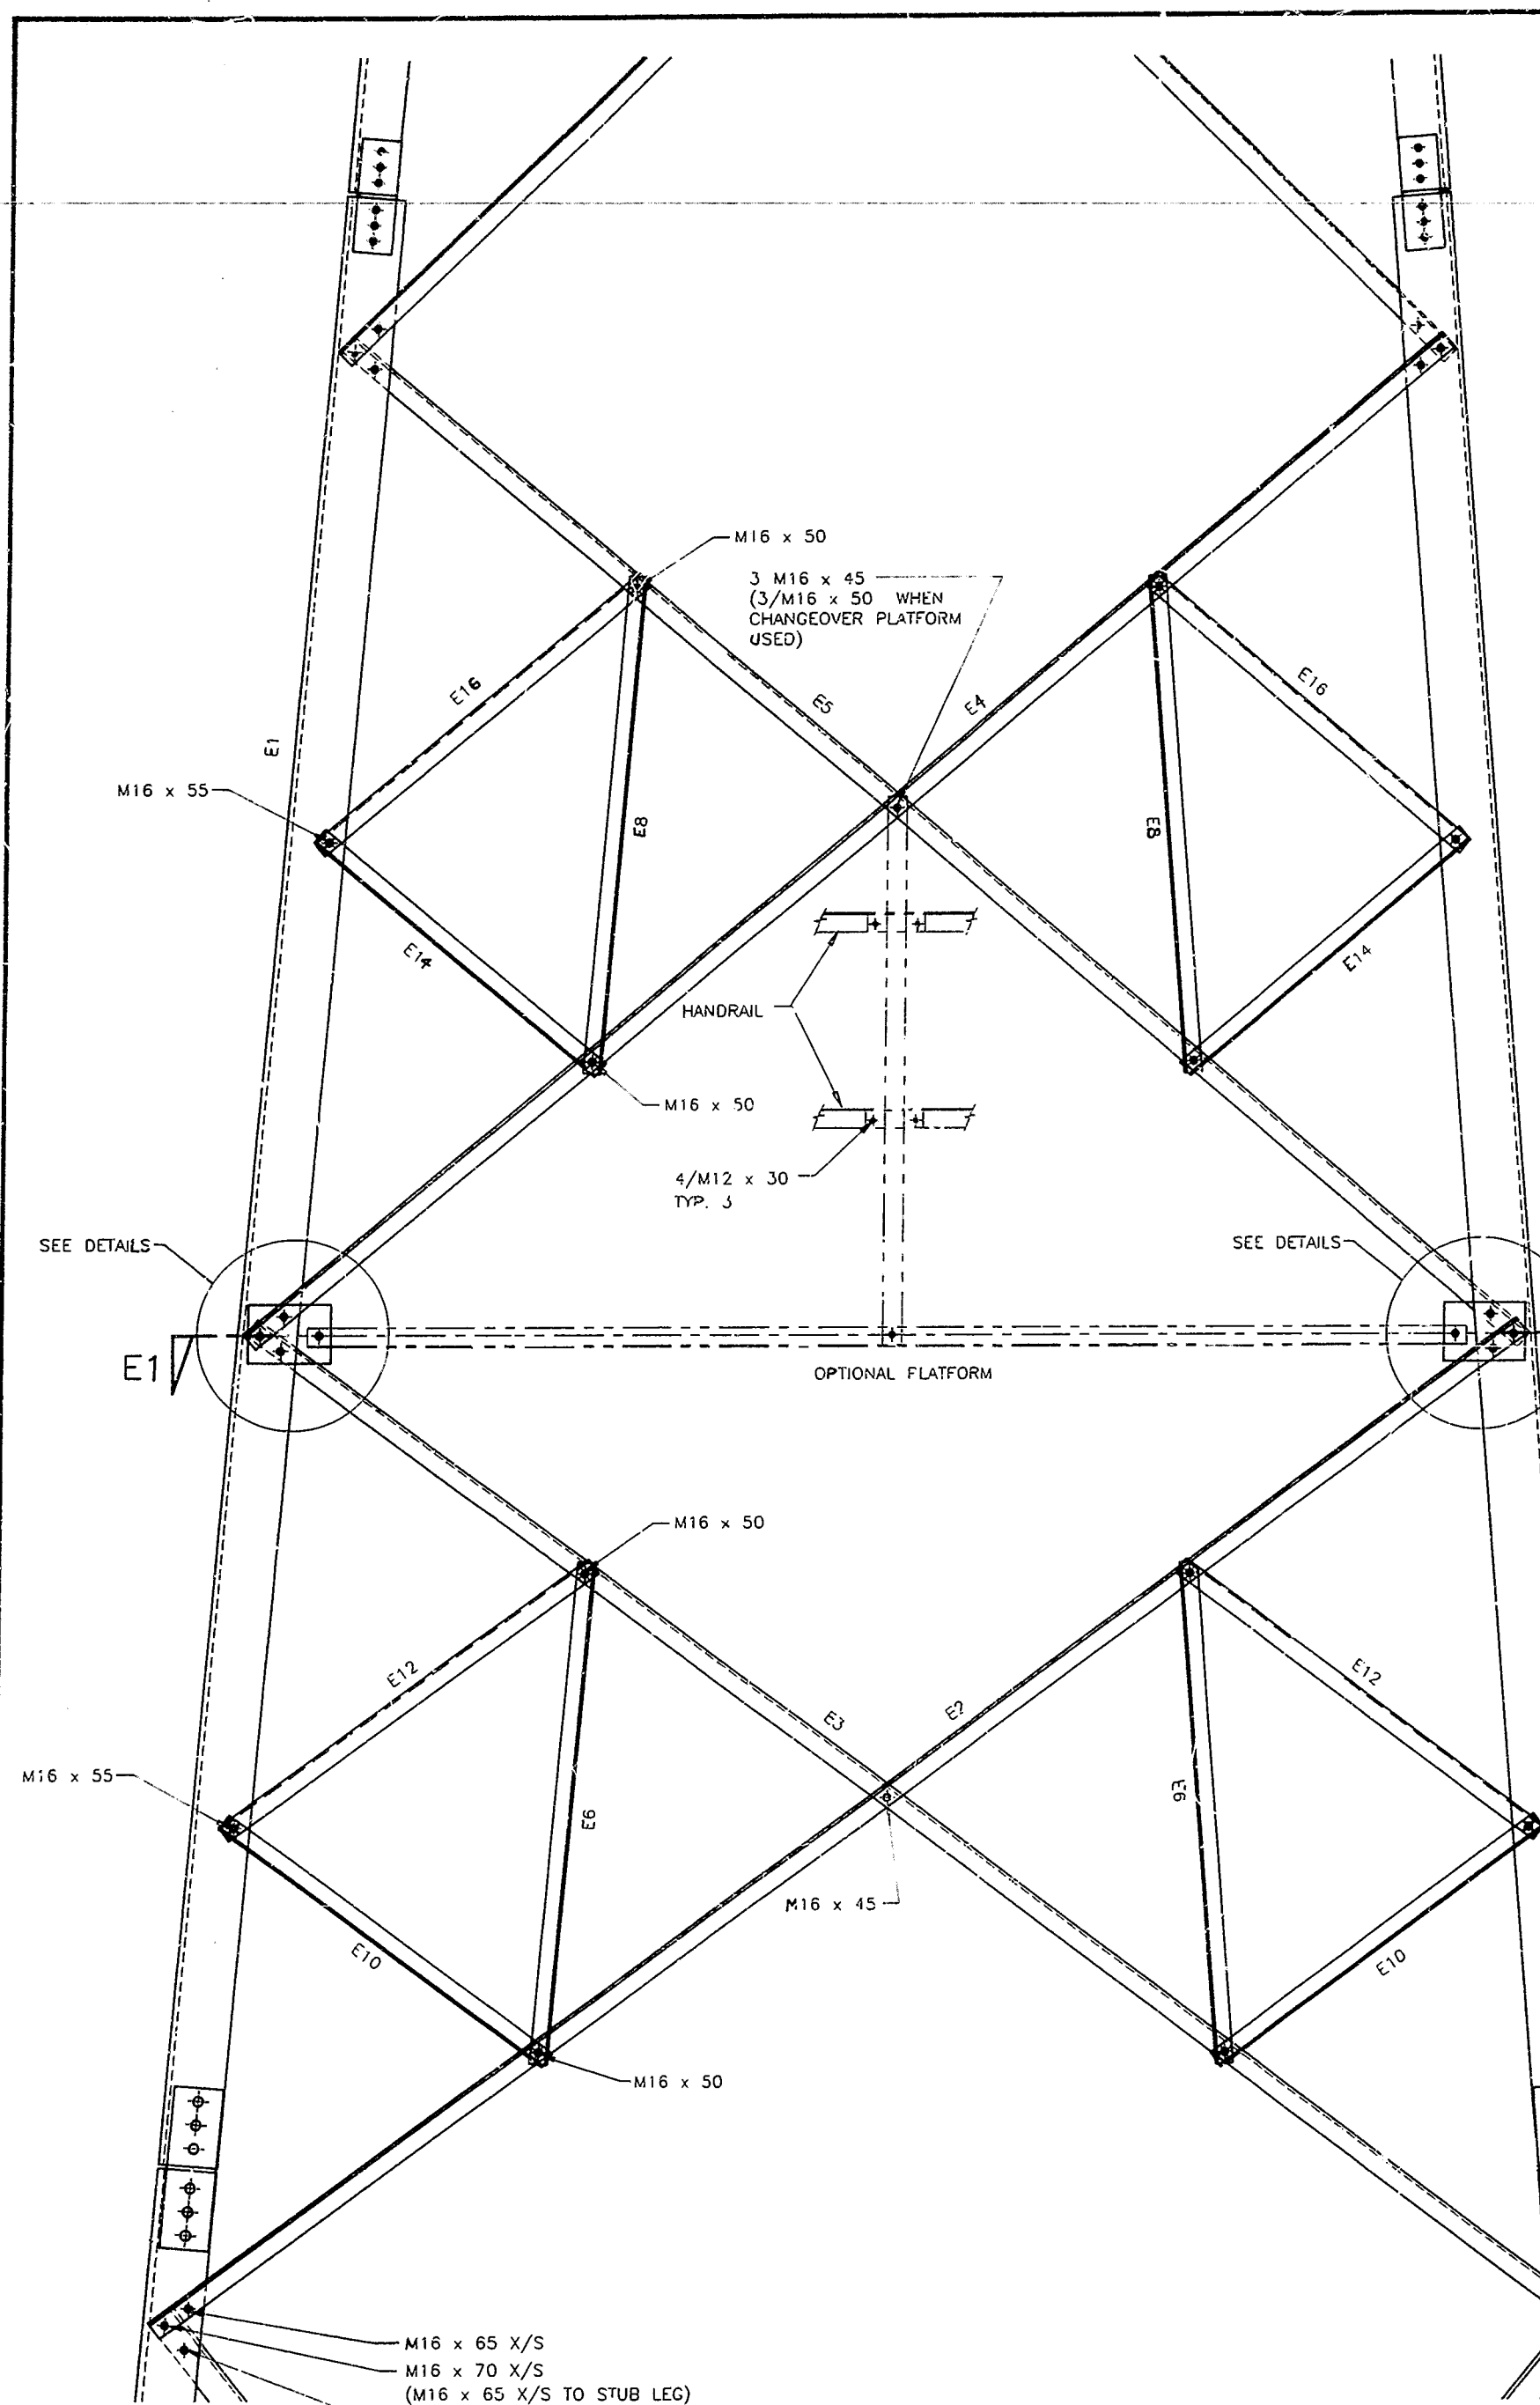 M16 x 50
3 M16 x 45
(3/M16 x 50 WHEN
CHANGEOVER PLATFORM
USED)
E16
E5
E4
E16
E1
M16 x 55
E8
E8
E14
E14
HANDRAIL
M16 x 50
4/M12 x 30
TYP. 3
SEE DETAILS
SEE DETAILS
E1
OPTIONAL FLATFORM
M16 x 50
E12
E3
E2
E12
M16 x 55
E6
E6
M16 x 45
E10
E10
M16 x 50
M16 x 65 X/S
M16 x 70 X/S
(M16 x 65 X/S TO STUB LEG)